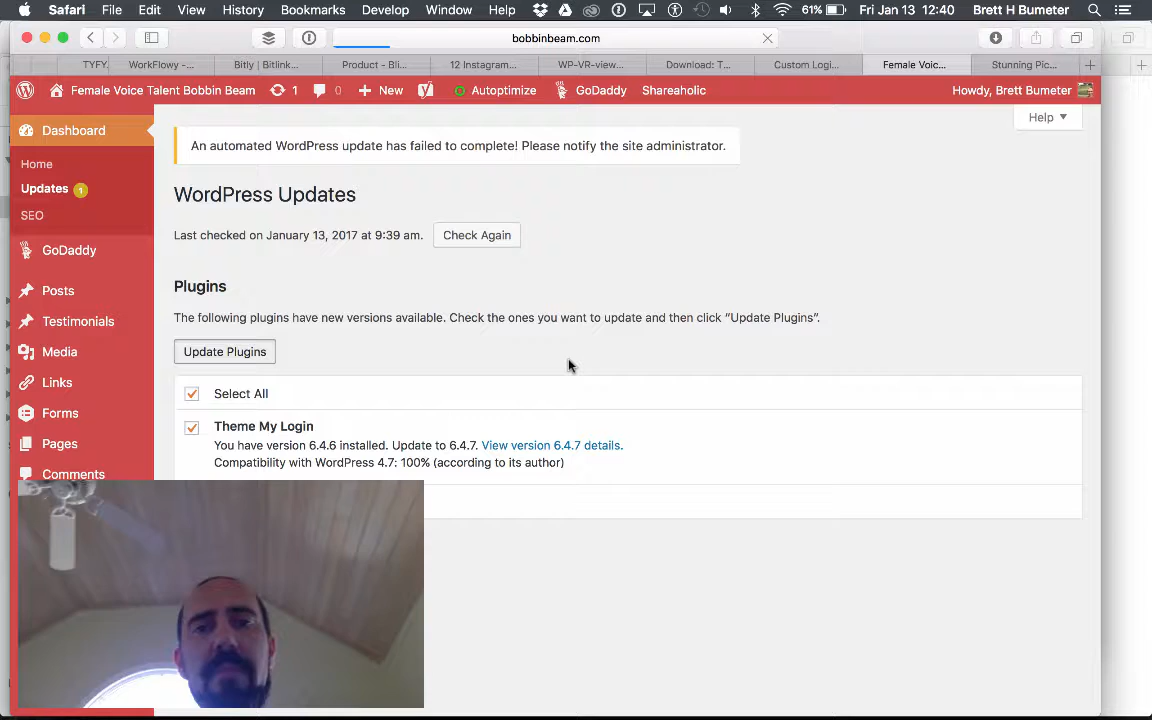 Safari File Edit View History Bookmarks Develop Window Help 61% Fri Jan 13 12:40 Brett H Bumeter
bobbinbeam.com
TYFY. WorkFlowy -... Bitly | Bitlink... Product – Bli... 12 Instagram... WP-VR-view... Download: T... Custom Logi... Female Voic... Stunning Pic...
Female Voice Talent Bobbin Beam 1 0 New Autoptimize GoDaddy Shareaholic Howdy, Brett Bumeter
Help
Dashboard
Home
Updates 1
SEO
GoDaddy
Posts
Testimonials
Media
Links
Forms
Pages
Comments
An automated WordPress update has failed to complete! Please notify the site administrator.
WordPress Updates
Last checked on January 13, 2017 at 9:39 am. Check Again
Plugins
The following plugins have new versions available. Check the ones you want to update and then click “Update Plugins”.
Update Plugins
Select All
Theme My Login
You have version 6.4.6 installed. Update to 6.4.7. View version 6.4.7 details.
Compatibility with WordPress 4.7: 100% (according to its author)